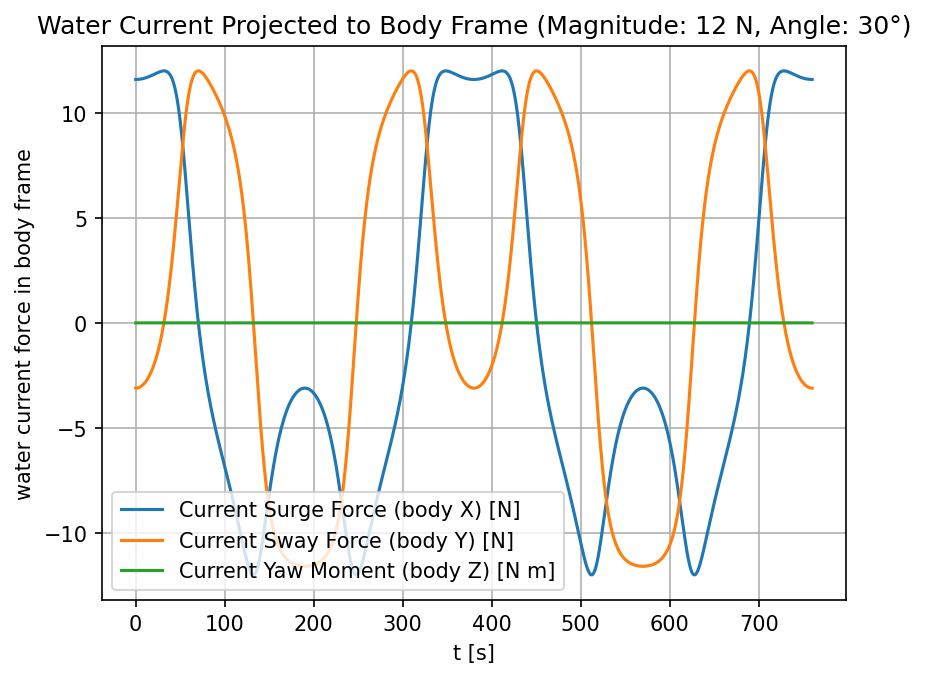 Water Current Projected to Body Frame (Magnitude: 12 N, Angle: 30°)
water current force in body frame
10
5
0
−5
−10
Current Surge Force (body X) [N]
Current Sway Force (body Y) [N]
Current Yaw Moment (body Z) [N m]
0 100 200 300 400 500 600 700
t [s]